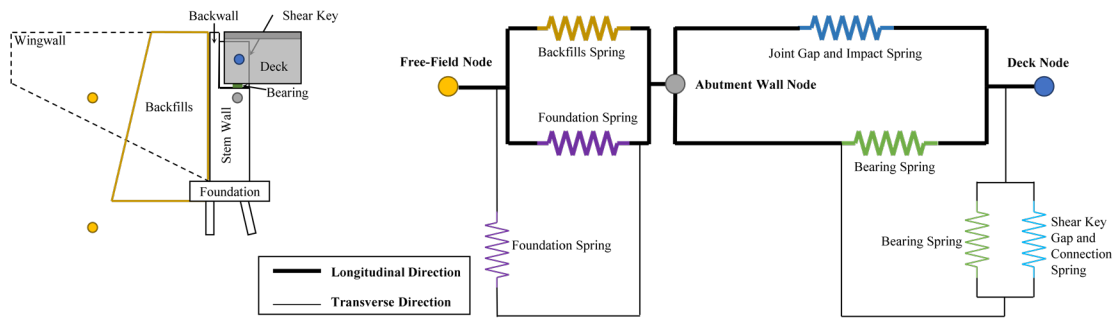 Backwall
Shear Key
Wingwall
Deck
Bearing
Backfills
Stem Wall
Foundation
Backfills Spring
Joint Gap and Impact Spring
Free-Field Node
Abutment Wall Node
Deck Node
Foundation Spring
Bearing Spring
Foundation Spring
Bearing Spring
Shear Key
Gap and
Connection
Spring
Longitudinal Direction
Transverse Direction